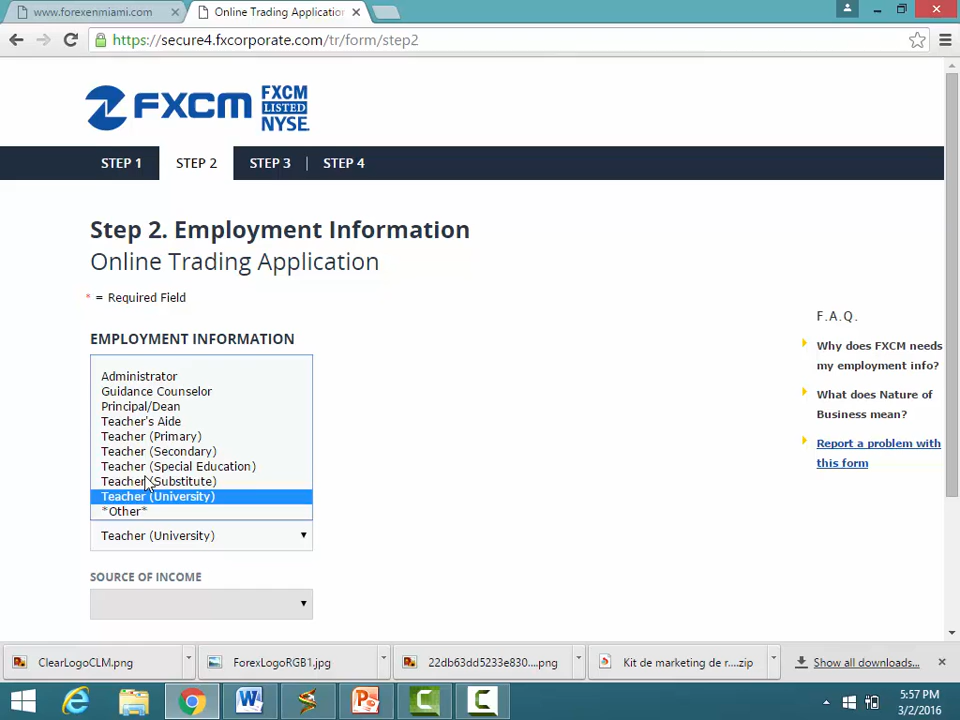 www.forexenmiami.com
Online Trading Application
https://secure4.fxcorporate.com/tr/form/step2
FXCM
FXCM
LISTED
NYSE
STEP 1
STEP 2
STEP 3
STEP 4
Step 2. Employment Information
Online Trading Application
* = Required Field
EMPLOYMENT INFORMATION
Administrator
Guidance Counselor
Principal/Dean
Teacher's Aide
Teacher (Primary)
Teacher (Secondary)
Teacher (Special Education)
Teacher (Substitute)
Teacher (University)
*Other*
Teacher (University)
SOURCE OF INCOME
F.A.Q.
Why does FXCM needs
my employment info?
What does Nature of
Business mean?
Report a problem with
this form
ClearLogoCLM.png
ForexLogoRGB1.jpg
22db63dd5233e830....png
Kit de marketing de r....zip
Show all downloads...
5:57 PM
3/2/2016